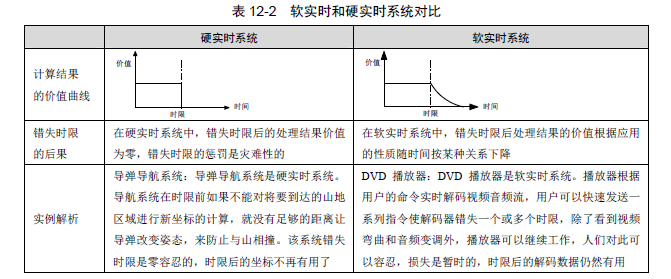 表 12-2 软实时和硬实时系统对比
硬实时系统
软实时系统
计算结果
的价值曲线
价值
时间
时限
价值
时间
时限
错失时限
的后果
在硬实时系统中，错失时限后的处理结果价值
为零，错失时限的惩罚是灾难性的
在软实时系统中，错失时限后处理结果的价值根据应用
的性质随时间按某种关系下降
实例解析
导弹导航系统：导弹导航系统是硬实时系统。
导航系统在时限前如果不能对将要到达的山地
区域进行新坐标的计算，就没有足够的距离让
导弹改变姿态，来防止与山相撞。该系统错失
时限是零容忍的，时限后的坐标不再有用了
DVD 播放器：DVD 播放器是软实时系统。播放器根据
用户的命令实时解码视频音频流，用户可以快速发送一
系列指令使解码器错失一个或多个时限，除了看到视频
弯曲和音频变调外，播放器可以继续工作，人们对此可
以容忍，损失是暂时的，时限后的解码数据仍然有用